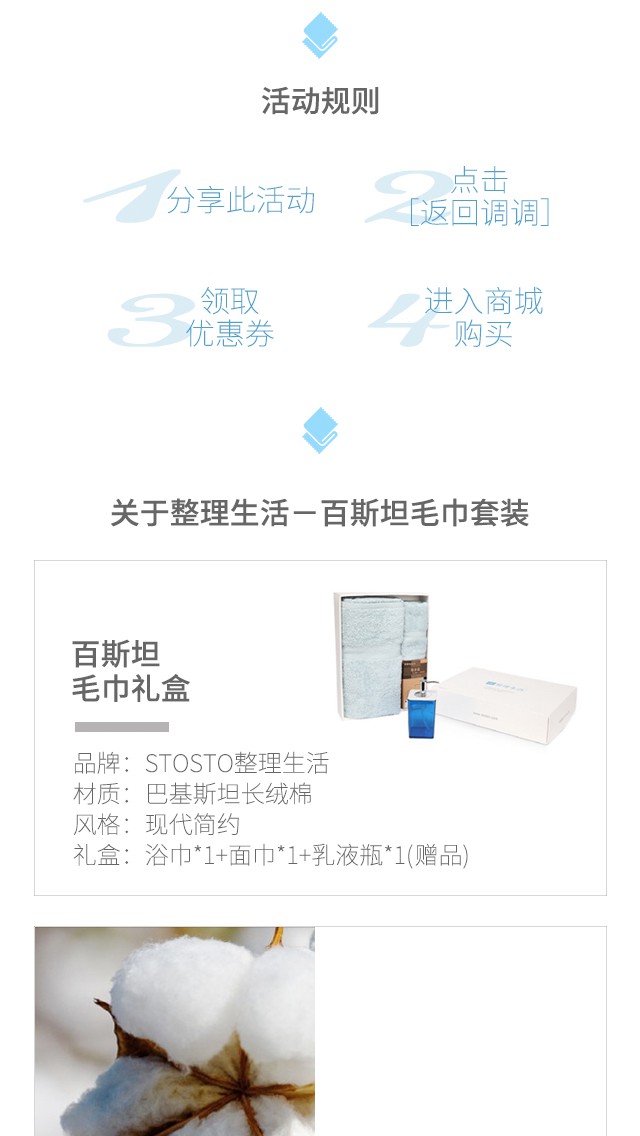 活动规则
1 分享此活动
2 点击
[返回调调]
3 领取
优惠券
4 进入商城
购买
关于整理生活－百斯坦毛巾套装
百斯坦
毛巾礼盒
品牌：STOSTO整理生活
材质：巴基斯坦长绒棉
风格：现代简约
礼盒：浴巾*1+面巾*1+乳液瓶*1(赠品)